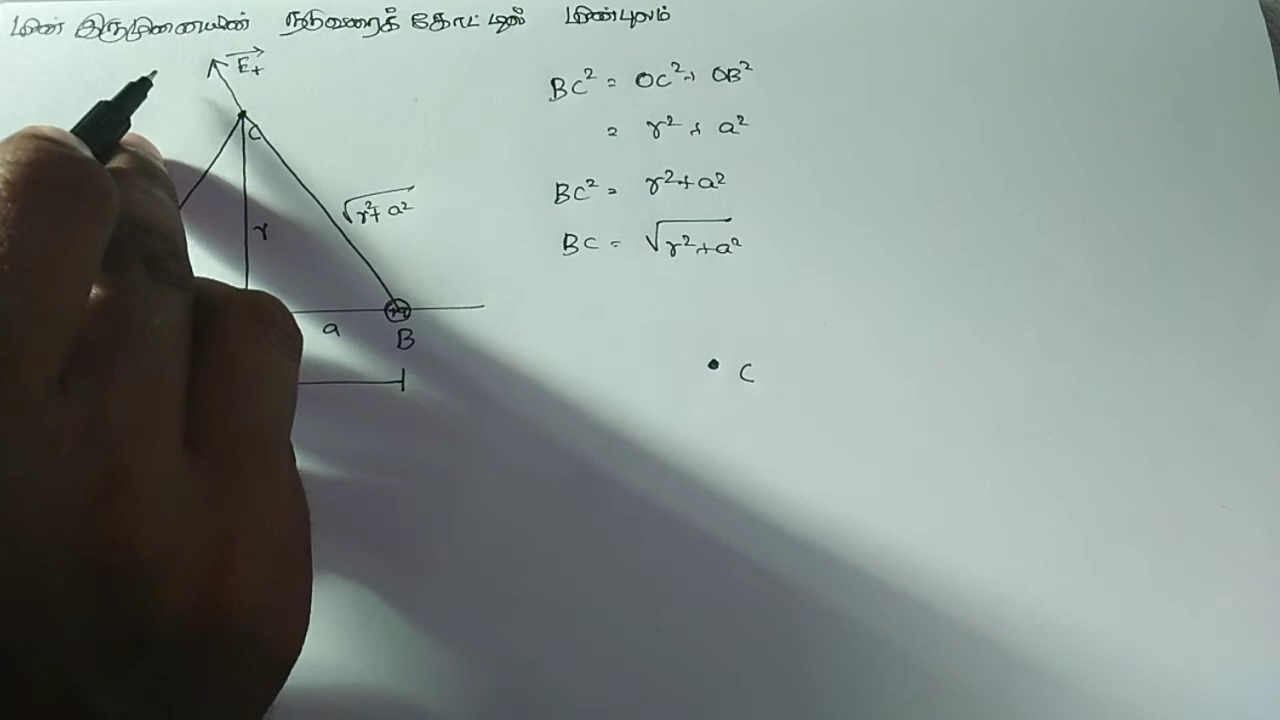 மின் இருமுனையின் நடுவரைக் கோட்டில் மின்புலம்
E₊
C
r
√r²+a²
a
B
BC² = OC² + OB²
= r² + a²
BC² = r²+a²
BC = √r²+a²
C